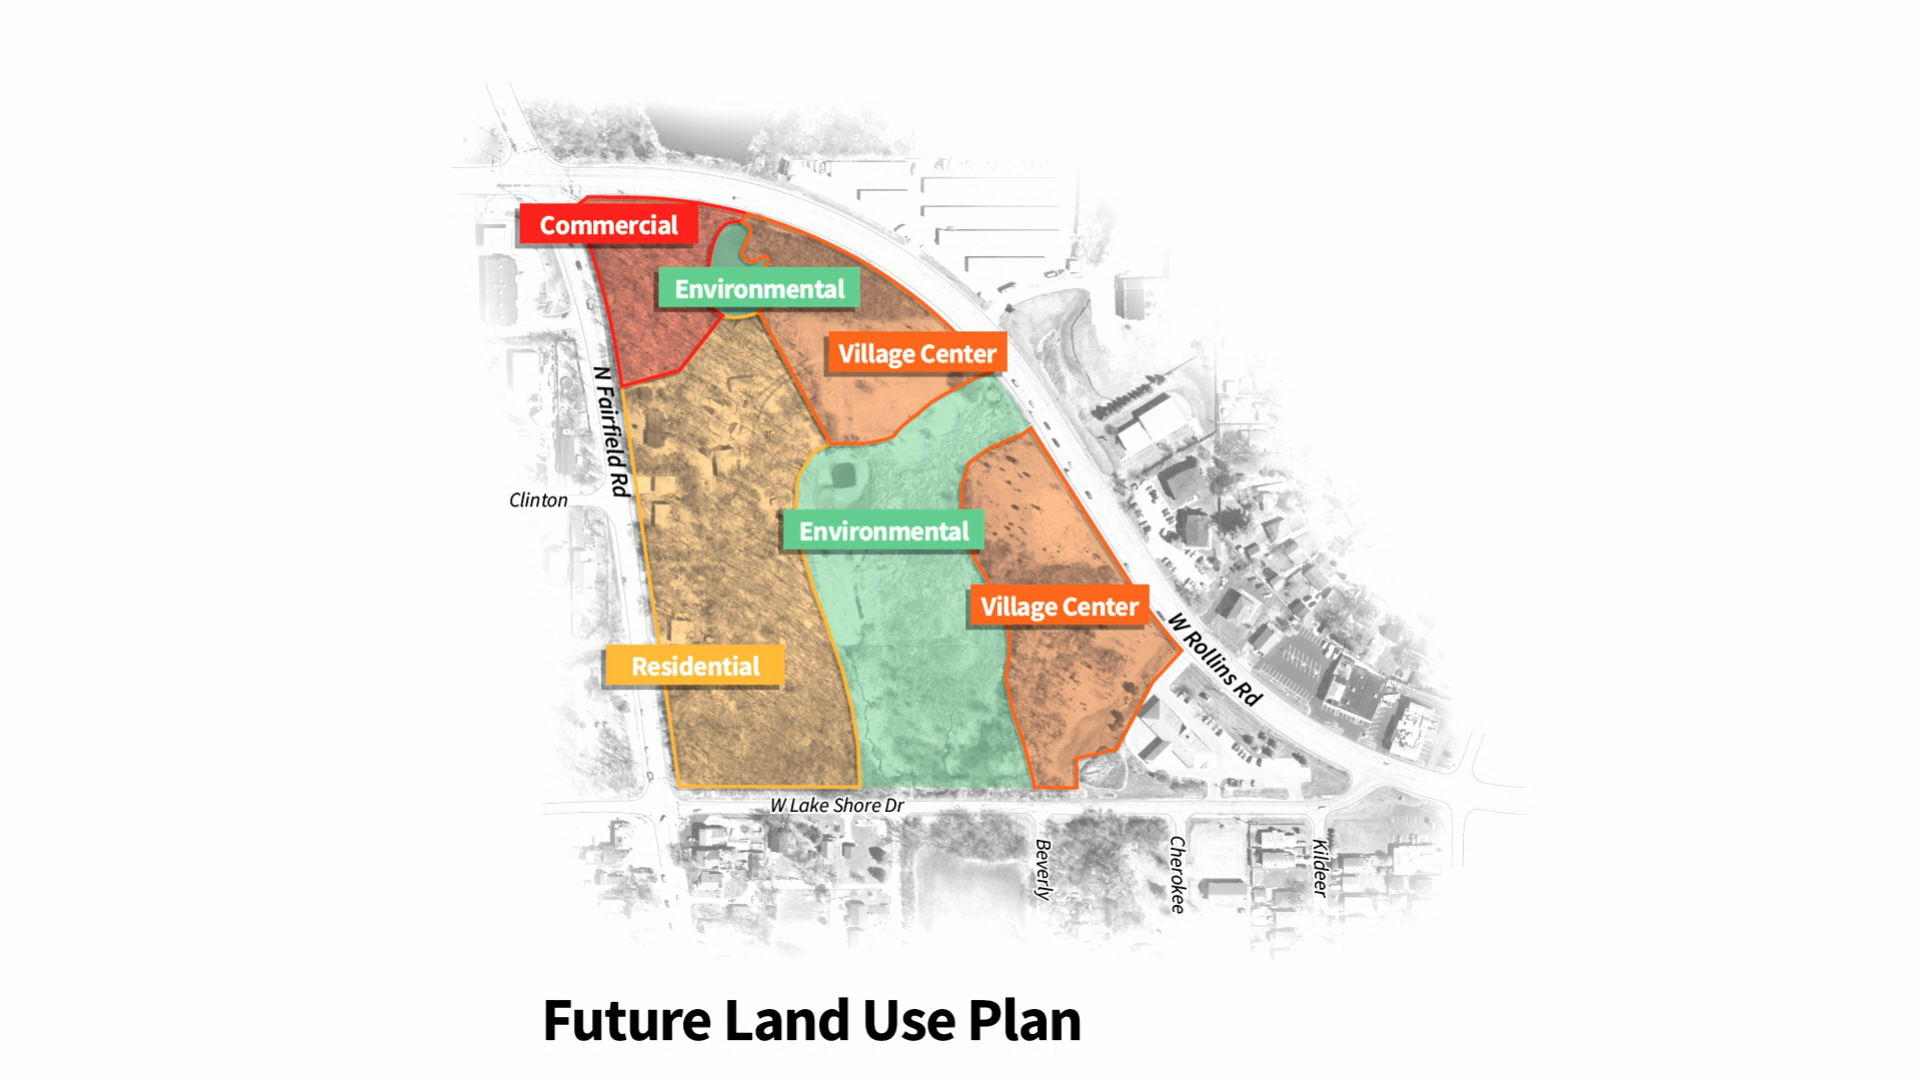 Commercial
Environmental
Village Center
N Fairfield Rd
Clinton
Environmental
Village Center
W Rollins Rd
Residential
W Lake Shore Dr
Beverly
Cherokee
Kildeer
Future Land Use Plan